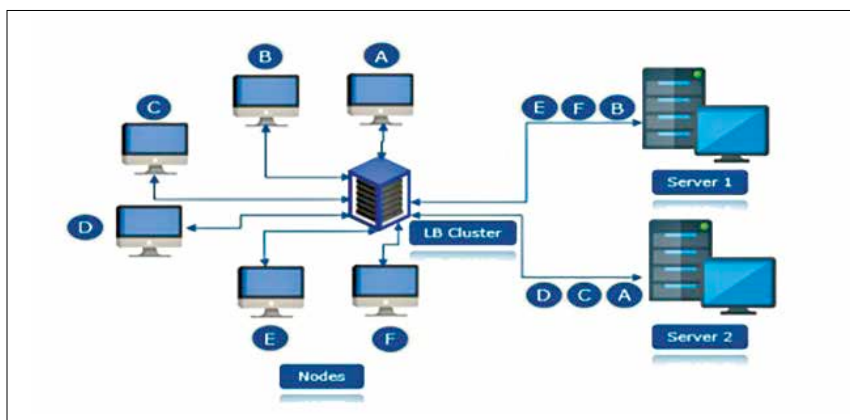 A
B
C
D
E
F
Nodes
LB Cluster
E F B
Server 1
D C A
Server 2